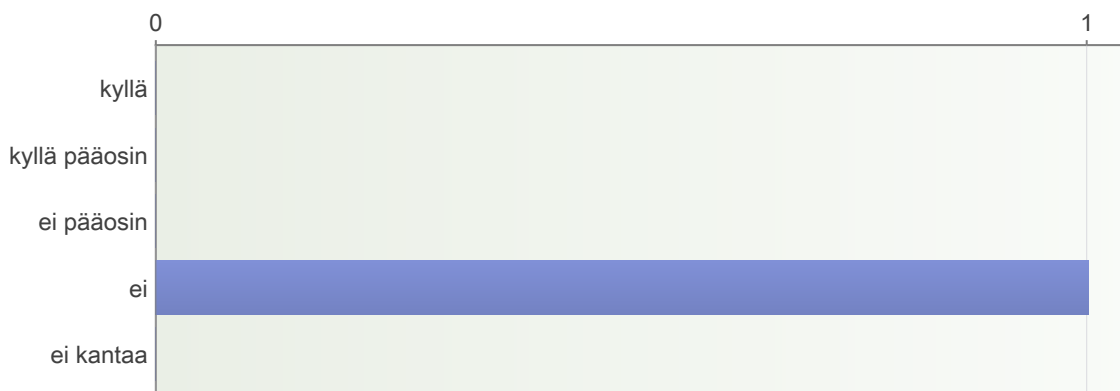 0 1
kyllä
kyllä pääosin
ei pääosin
ei
ei kantaa